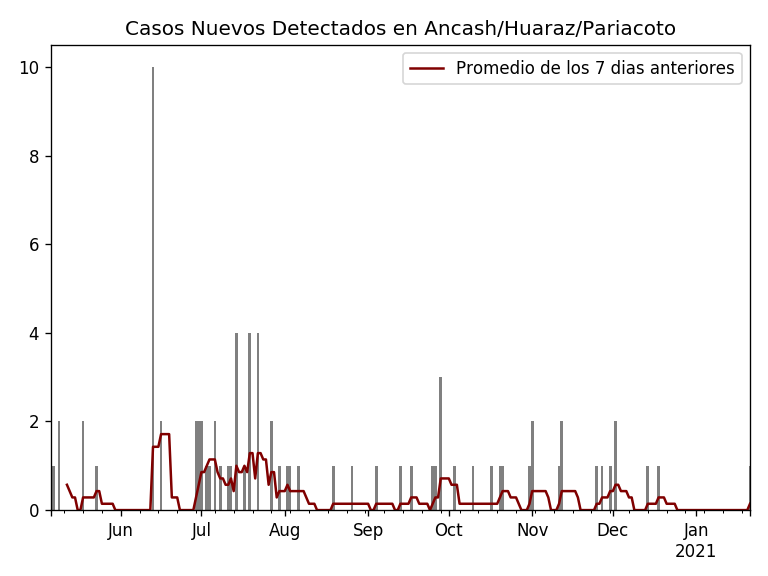 Casos Nuevos Detectados en Ancash/Huaraz/Pariacoto
Promedio de los 7 dias anteriores
10
8
6
4
2
0
Jun Jul Aug Sep Oct Nov Dec Jan
2021